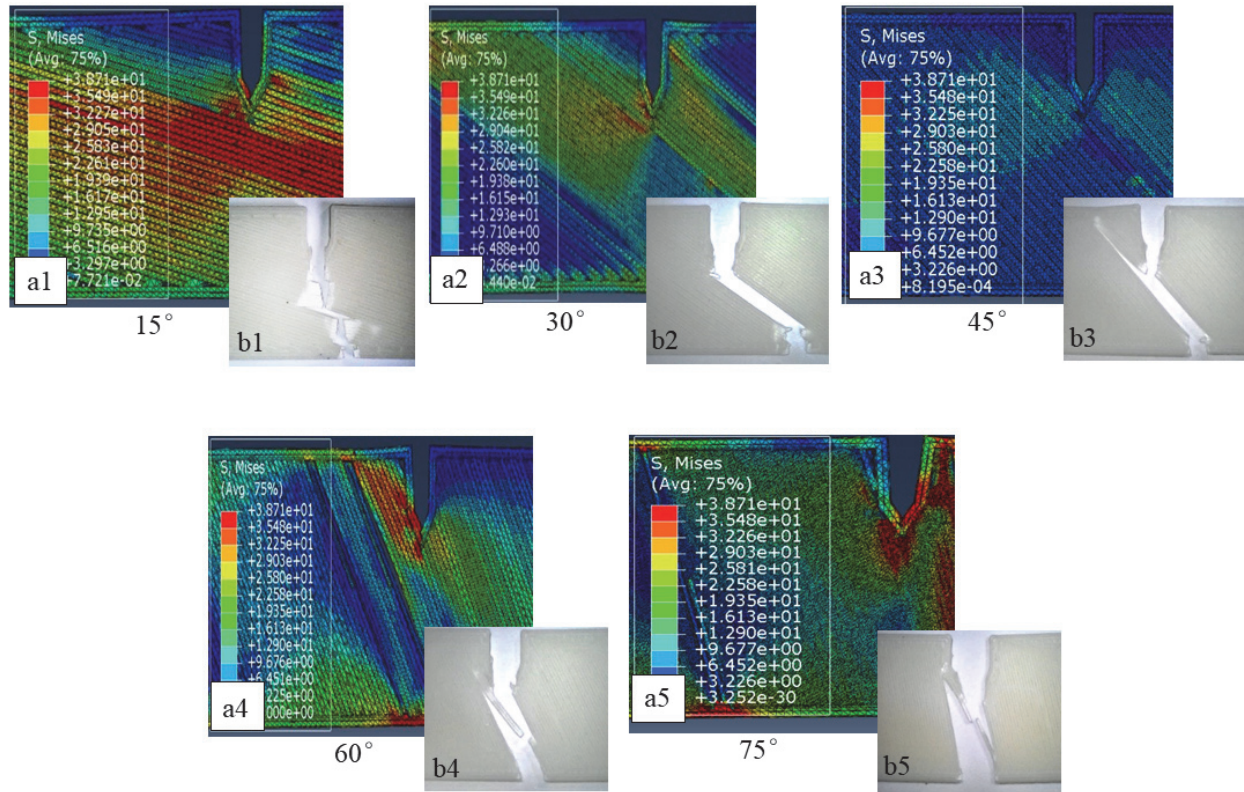 S, Mises
(Avg: 75%)
+3.871e+01
+3.549e+01
+3.227e+01
+2.905e+01
+2.583e+01
+2.261e+01
+1.939e+01
+1.617e+01
+1.295e+01
+9.735e+00
+6.516e+00
+3.297e+00
+7.721e-02
a1
15°
b1
S, Mises
(Avg: 75%)
+3.871e+01
+3.549e+01
+3.226e+01
+2.904e+01
+2.582e+01
+2.260e+01
+1.938e+01
+1.615e+01
+1.293e+01
+9.710e+00
+6.488e+00
.266e+00
.440e-02
a2
30°
b2
S, Mises
(Avg: 75%)
+3.871e+01
+3.548e+01
+3.225e+01
+2.903e+01
+2.580e+01
+2.258e+01
+1.935e+01
+1.613e+01
+1.290e+01
+9.677e+00
+6.452e+00
+3.226e+00
+8.195e-04
a3
45°
b3
S, Mises
(Avg: 75%)
+3.871e+01
+3.548e+01
+3.225e+01
+2.903e+01
+2.580e+01
+2.258e+01
+1.935e+01
+1.613e+01
+1.290e+01
+9.676e+00
+6.451e+00
.225e+00
.000e+00
a4
60°
b4
S, Mises
(Avg: 75%)
+3.871e+01
+3.548e+01
+3.226e+01
+2.903e+01
+2.581e+01
+2.258e+01
+1.935e+01
+1.613e+01
+1.290e+01
+9.677e+00
+6.452e+00
+3.226e+00
+3.252e-30
a5
75°
b5